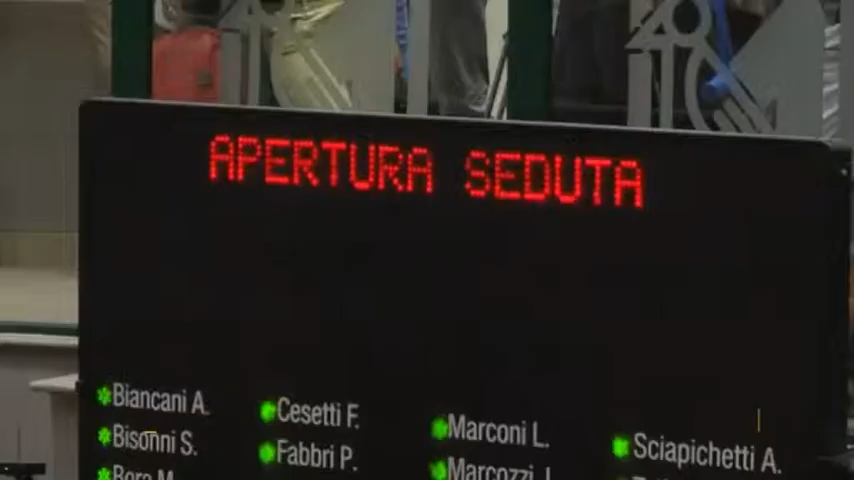 APERTURA SEDUTA
Biancani A. Cesetti F. Marconi L. Sciapichetti A.
Bisonni S. Fabbri P. Marcozzi J.
Bora M.